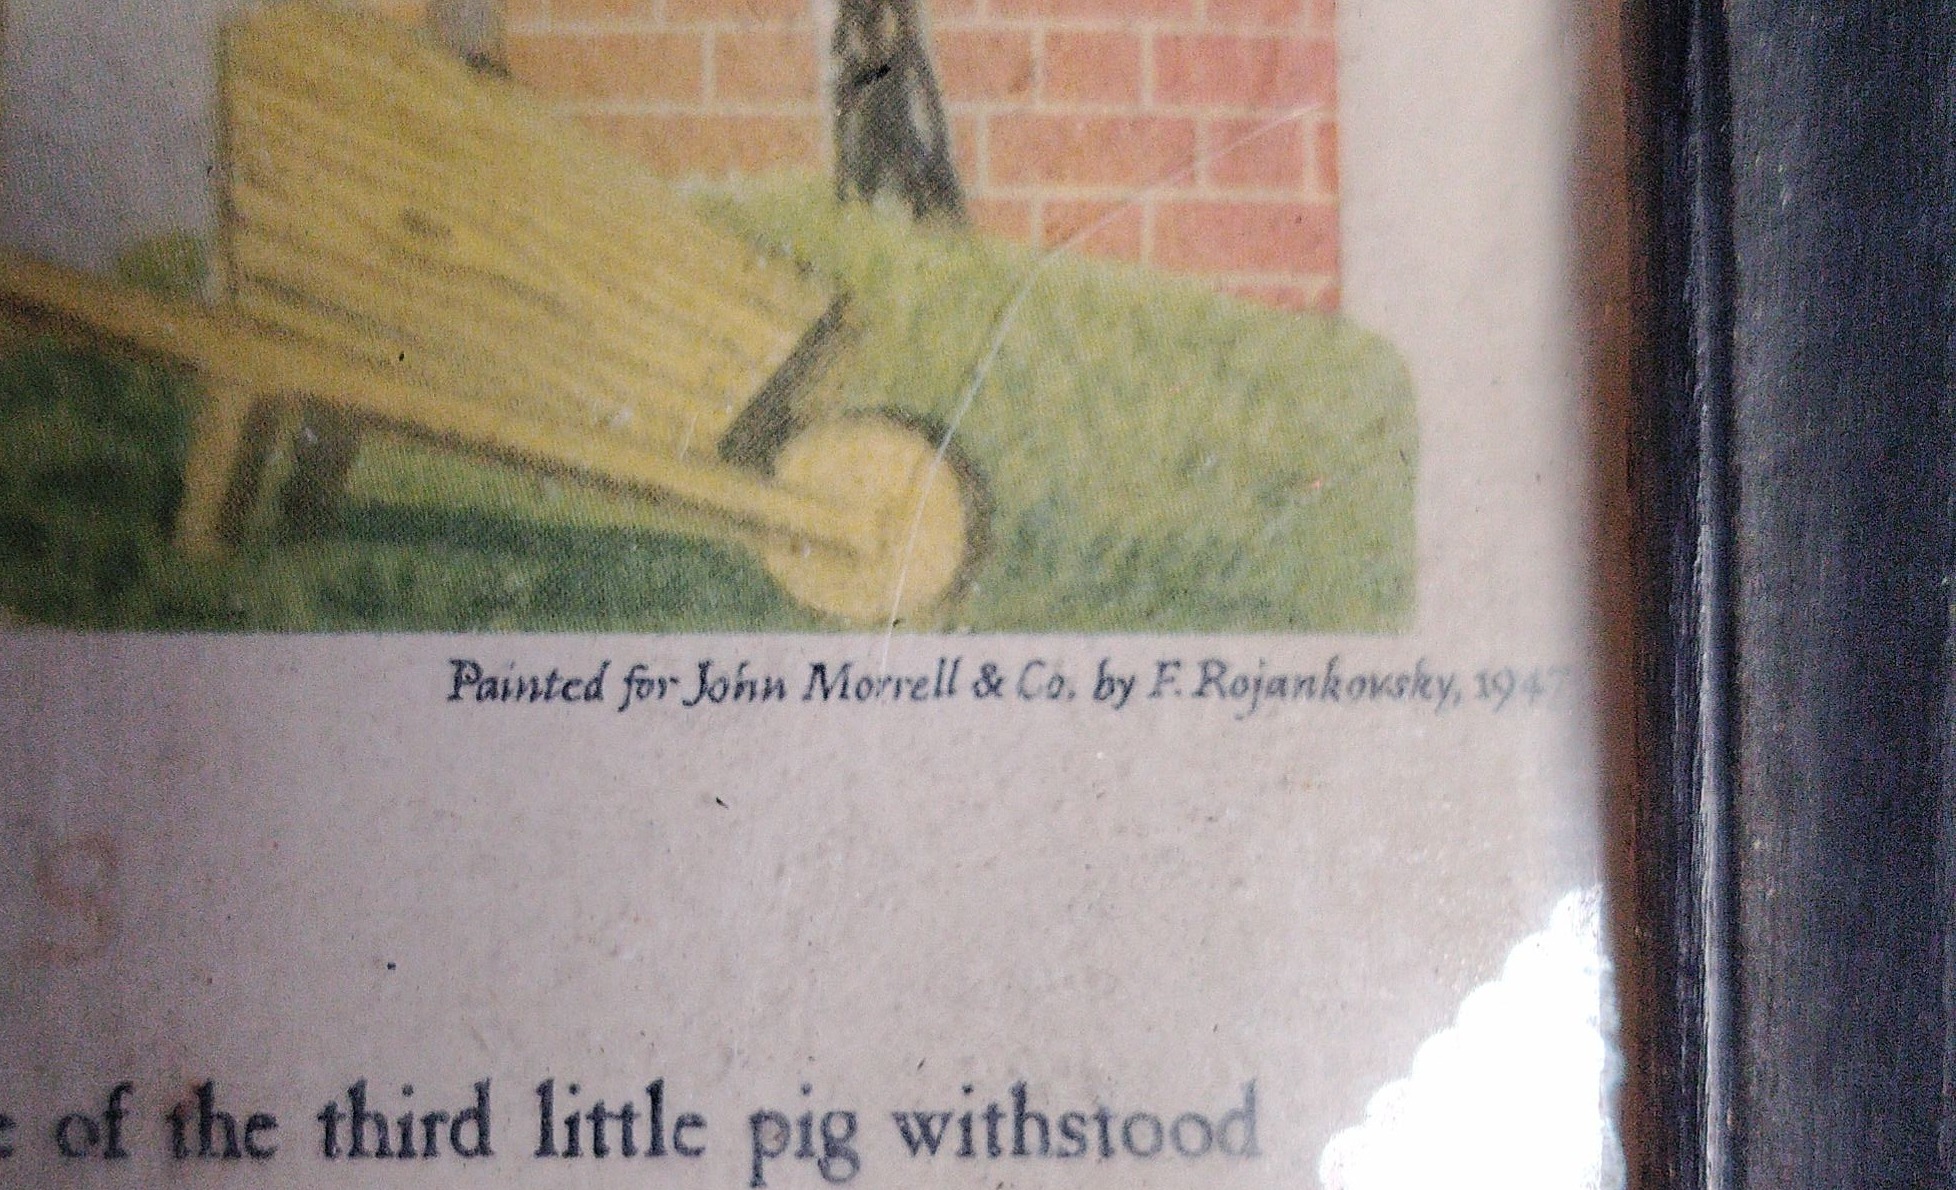 Painted for John Morrell & Co. by F. Rojankovsky, 1947
S
of the third little pig withstood